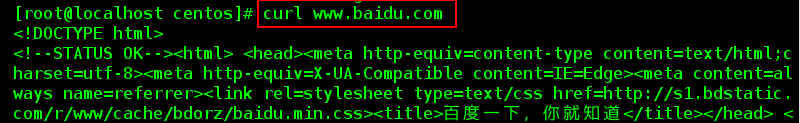 [root@localhost centos]# curl www.baidu.com
<!DOCTYPE html>
<!--STATUS OK--><html> <head><meta http-equiv=content-type content=text/html;c
harset=utf-8><meta http-equiv=X-UA-Compatible content=IE=Edge><meta content=al
ways name=referrer><link rel=stylesheet type=text/css href=http://s1.bdstatic.
com/r/www/cache/bdorz/baidu.min.css><title>百度一下，你就知道</title></head> <